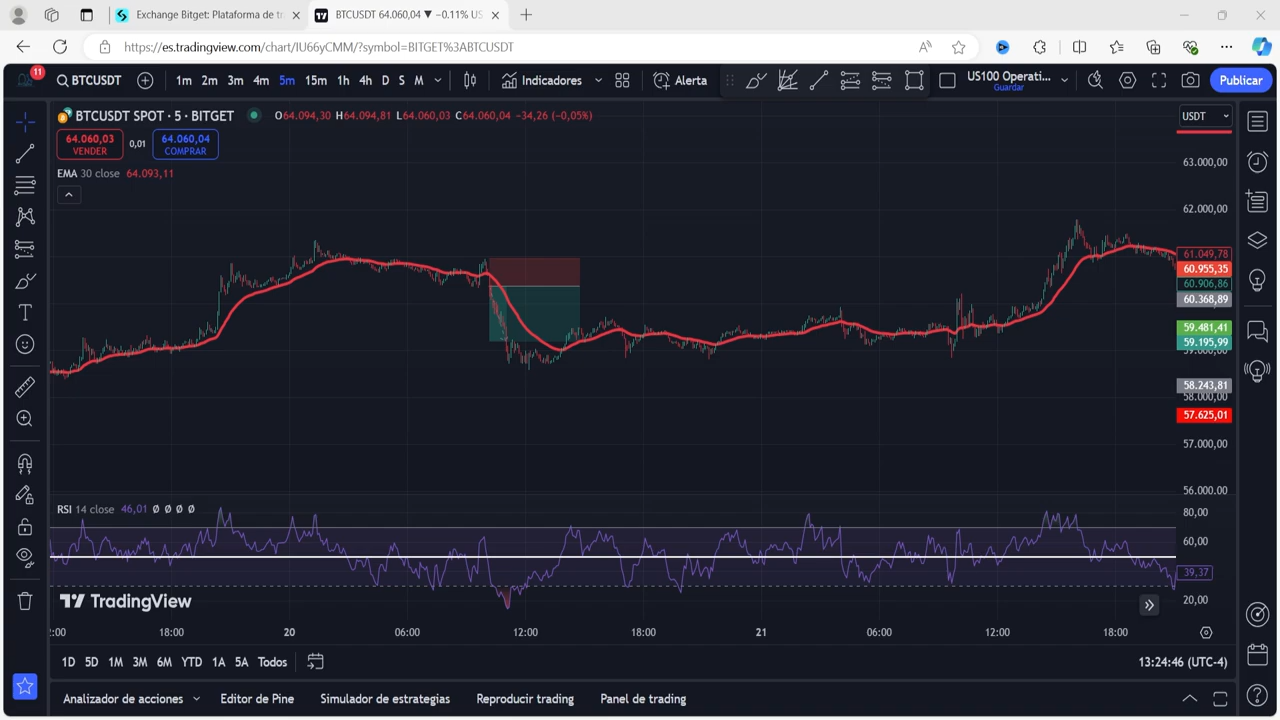 Exchange Bitget: Plataforma de tr
BTCUSDT 64.060,04 ▼ −0.11% US
https://es.tradingview.com/chart/IU66yCMM/?symbol=BITGET%3ABTCUSDT
11
BTCUSDT
1m 2m 3m 4m 5m 15m 1h 4h D S M
Indicadores
Alerta
US100 Operati...
Guardar
Publicar
BTCUSDT SPOT · 5 · BITGET
O64.094,30 H64.094,81 L64.060,03 C64.060,04 −34,26 (−0,05%)
USDT
64.060,03
VENDER
0,01
64.060,04
COMPRAR
EMA 30 close 64.093,11
63.000,00
62.000,00
61.049,78
60.955,35
60.906,86
60.368,89
59.481,41
59.195,99
59.000,00
58.243,81
58.000,00
57.625,01
57.000,00
56.000,00
RSI 14 close 46,01 Ø Ø Ø Ø
80,00
60,00
39,37
20,00
TradingView
:00 18:00 20 06:00 12:00 18:00 21 06:00 12:00 18:00
1D 5D 1M 3M 6M YTD 1A 5A Todos
13:24:46 (UTC-4)
Analizador de acciones
Editor de Pine
Simulador de estrategias
Reproducir trading
Panel de trading